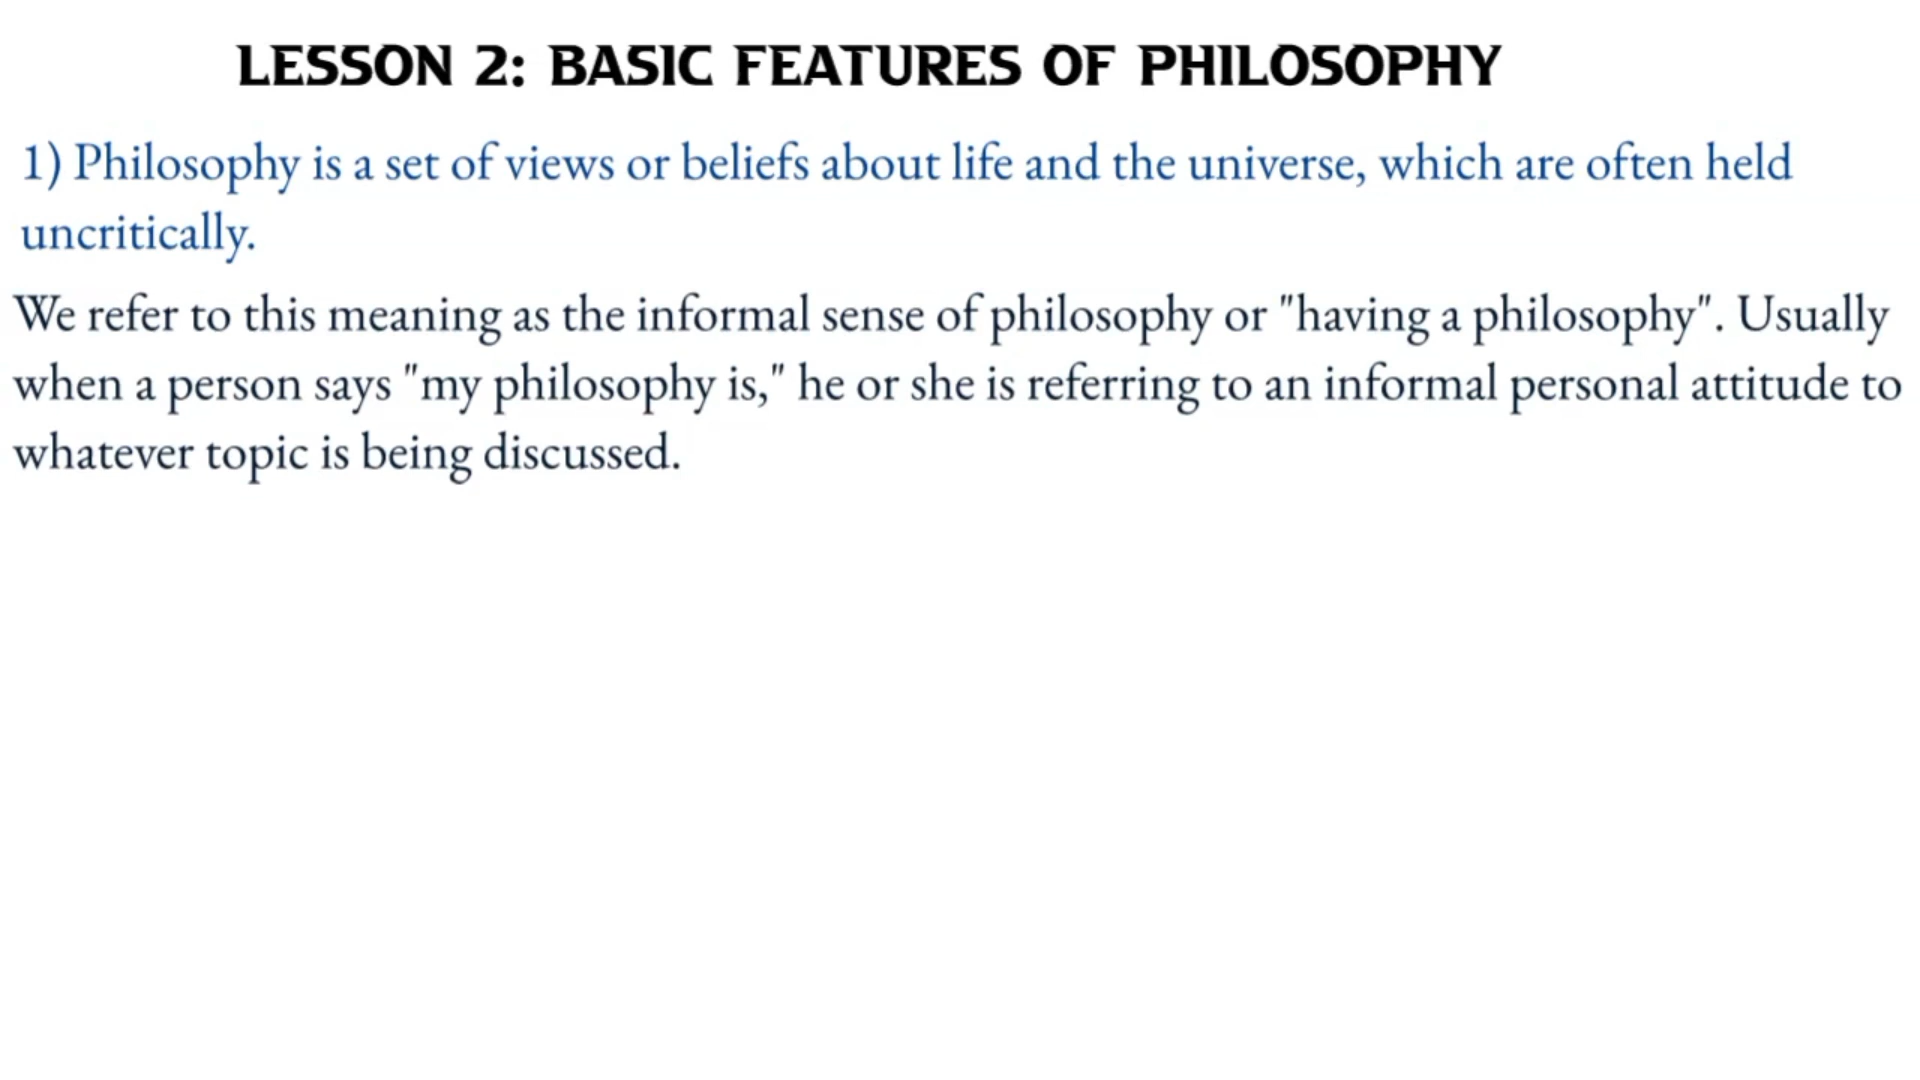 LESSON 2: BASIC FEATURES OF PHILOSOPHY
1) Philosophy is a set of views or beliefs about life and the universe, which are often held
uncritically.
We refer to this meaning as the informal sense of philosophy or "having a philosophy". Usually
when a person says "my philosophy is," he or she is referring to an informal personal attitude to
whatever topic is being discussed.